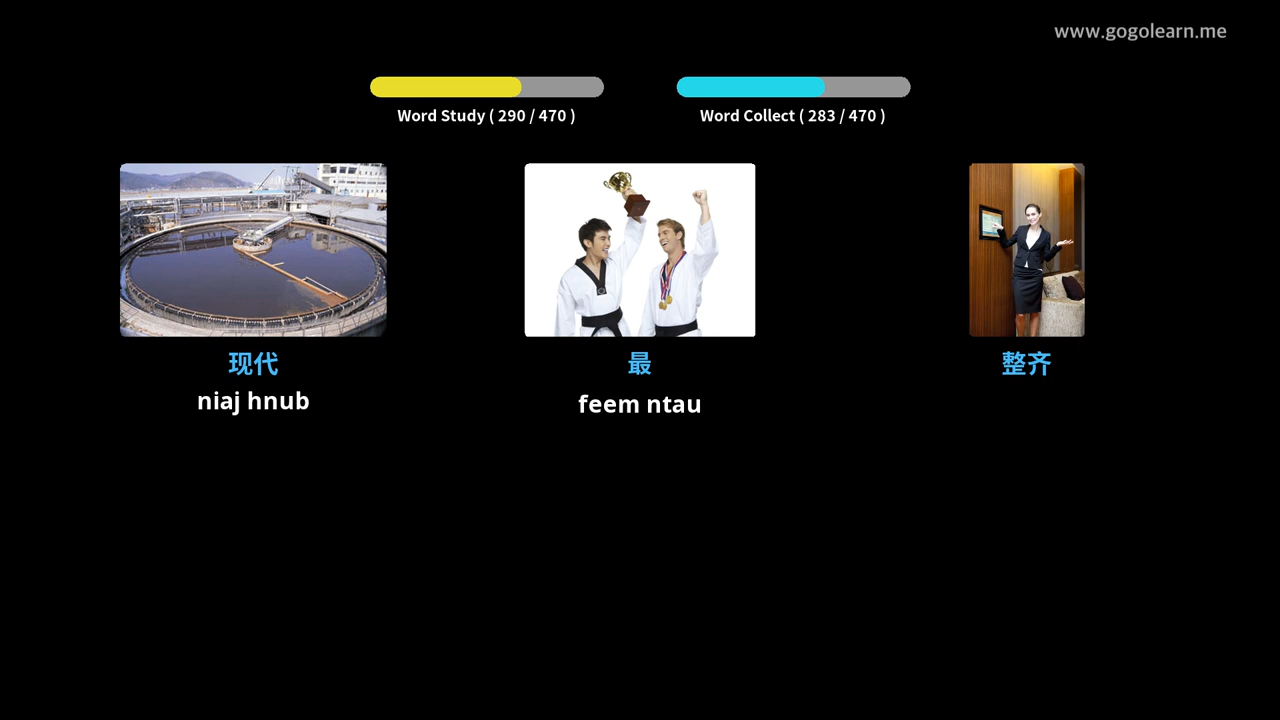 www.gogolearn.me
Word Study ( 290 / 470 )
Word Collect ( 283 / 470 )
现代
最
整齐
niaj hnub
feem ntau